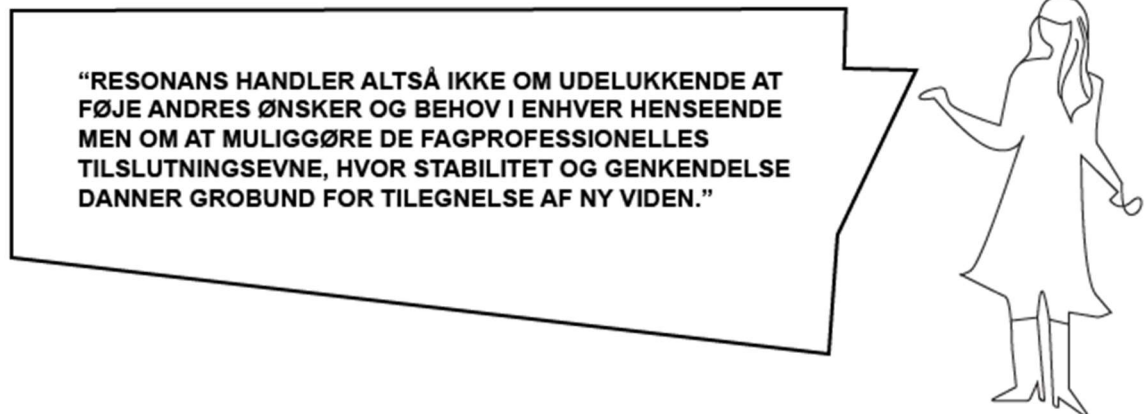 “RESONANS HANDLER ALTSÅ IKKE OM UDELUKKENDE AT
FØJE ANDRES ØNSKER OG BEHOV I ENHVER HENSEENDE
MEN OM AT MULIGGØRE DE FAGPROFESSIONELLES
TILSLUTNINGSEVNE, HVOR STABILITET OG GENKENDELSE
DANNER GROBUND FOR TILEGNELSE AF NY VIDEN.”